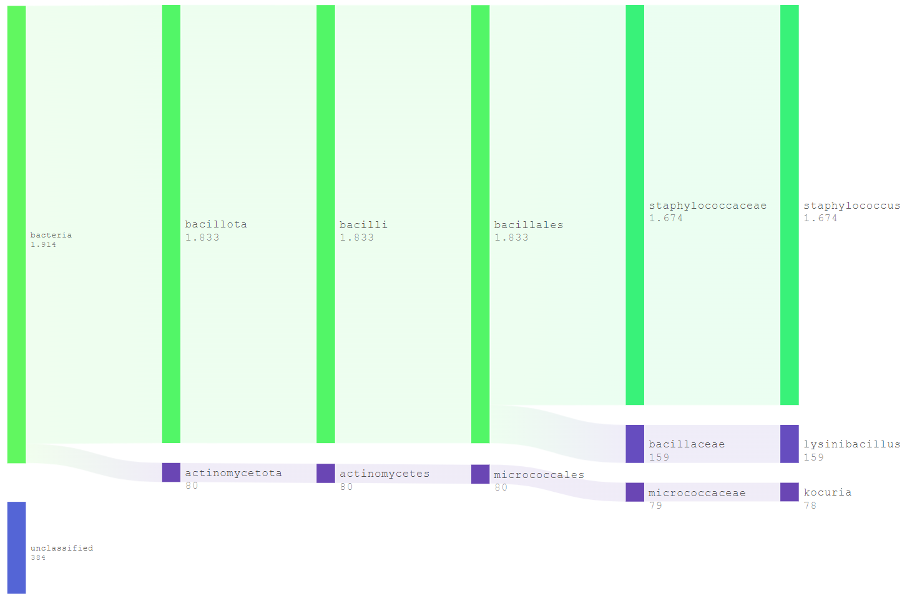 bacteria
1.914
unclassified
386
bacillota
1.833
actinomycetota
80
bacilli
1.833
actinomycetes
80
bacillales
1.833
micrococcales
80
staphylococcaceae
1.674
bacillaceae
159
micrococcaceae
79
staphylococcus
1.674
lysinibacillus
159
kocuria
78